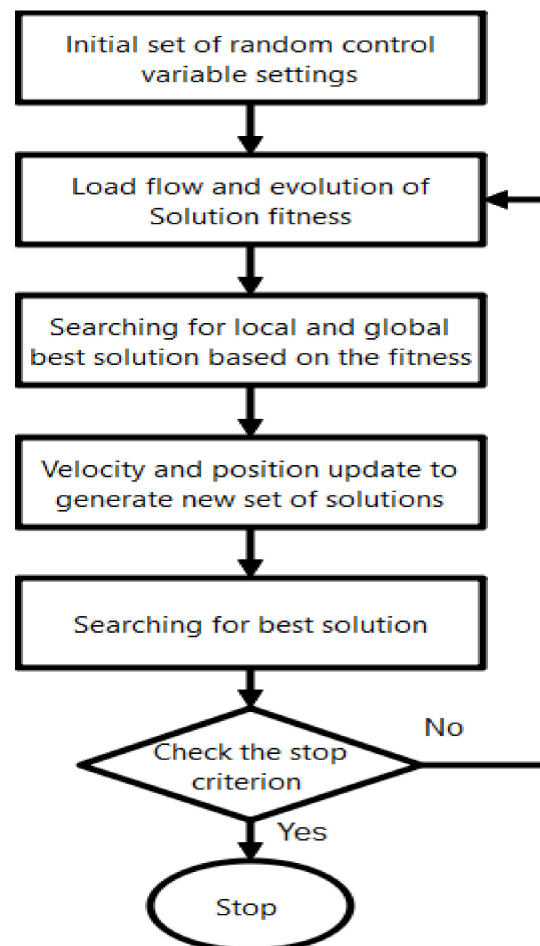 Initial set of random control
variable settings
Load flow and evolution of
Solution fitness
Searching for local and global
best solution based on the fitness
Velocity and position update to
generate new set of solutions
Searching for best solution
Check the stop
criterion
No
Yes
Stop